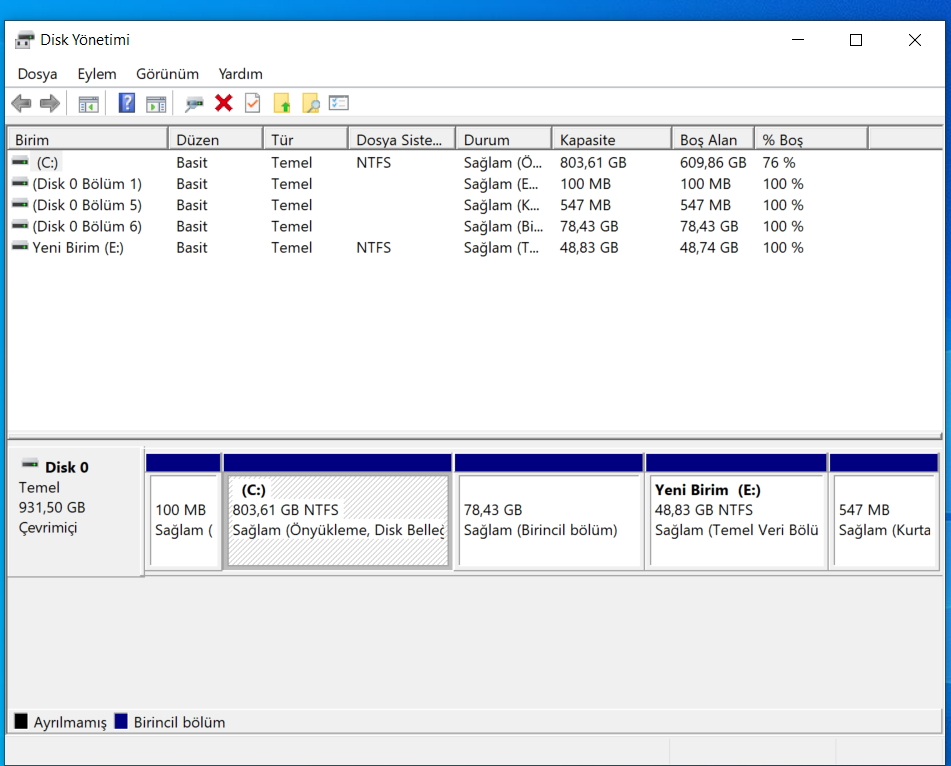 Disk Yönetimi
Dosya Eylem Görünüm Yardım
Birim Düzen Tür Dosya Siste... Durum Kapasite Boş Alan % Boş
(C:) Basit Temel NTFS Sağlam (Ö... 803,61 GB 609,86 GB 76 %
(Disk 0 Bölüm 1) Basit Temel Sağlam (E... 100 MB 100 MB 100 %
(Disk 0 Bölüm 5) Basit Temel Sağlam (K... 547 MB 547 MB 100 %
(Disk 0 Bölüm 6) Basit Temel Sağlam (Bi... 78,43 GB 78,43 GB 100 %
Yeni Birim (E:) Basit Temel NTFS Sağlam (T... 48,83 GB 48,74 GB 100 %
Disk 0
Temel
931,50 GB
Çevrimiçi
100 MB
Sağlam (
(C:)
803,61 GB NTFS
Sağlam (Önyükleme, Disk Belleğ
78,43 GB
Sağlam (Birincil bölüm)
Yeni Birim (E:)
48,83 GB NTFS
Sağlam (Temel Veri Bölü
547 MB
Sağlam (Kurta
Ayrılmamış Birincil bölüm